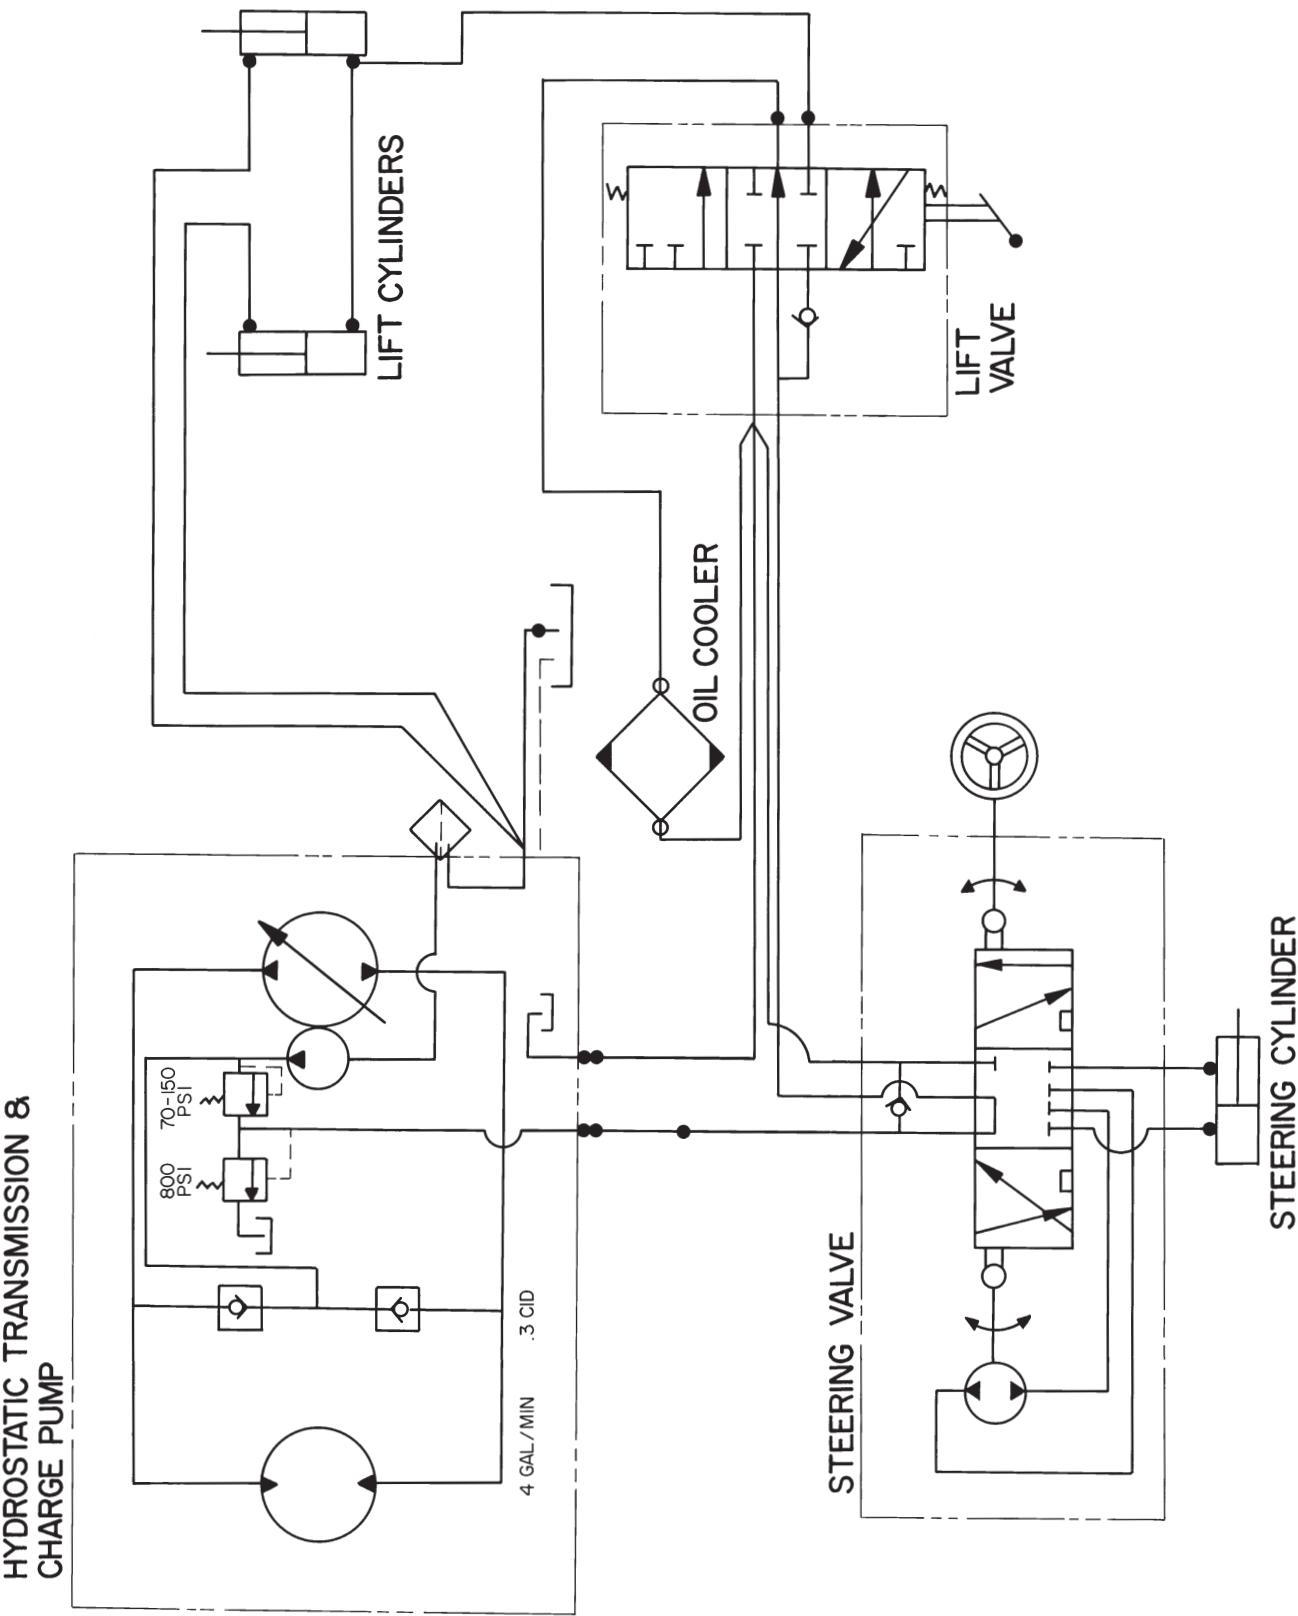 HYDROSTATIC TRANSMISSION &
CHARGE PUMP
70-150
PSI
800
PSI
4 GAL/MIN .3 CID
LIFT CYLINDERS
OIL COOLER
LIFT
VALVE
STEERING VALVE
STEERING CYLINDER